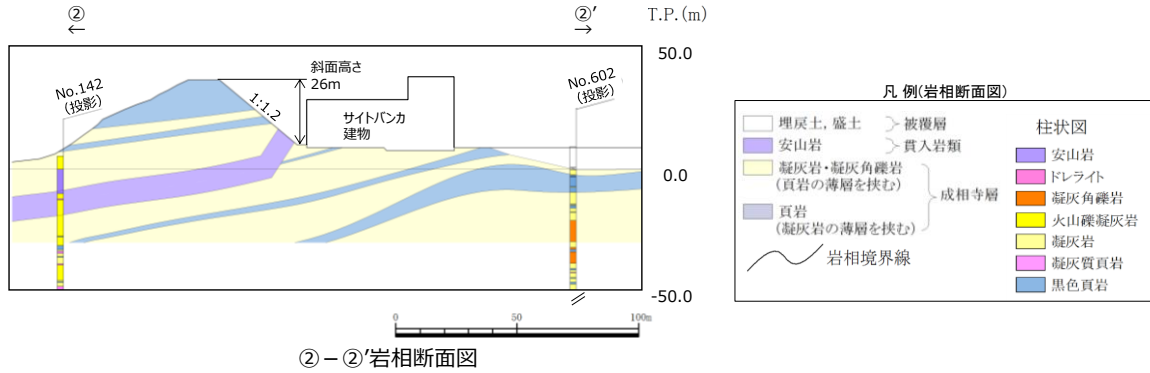 ②
←
②’
→
T.P.(m)
50.0
0.0
-50.0
No.142
(投影)
斜面高さ
26m
1:1.2
サイトバンカ
建物
No.602
(投影)
0
50
100m
②－②’岩相断面図
凡 例(岩相断面図)
埋戻土，盛土
被覆層
安山岩
貫入岩類
凝灰岩・凝灰角礫岩
(頁岩の薄層を挟む)
成相寺層
頁岩
(凝灰岩の薄層を挟む)
岩相境界線
柱状図
安山岩
ドレライト
凝灰角礫岩
火山礫凝灰岩
凝灰岩
凝灰質頁岩
黒色頁岩